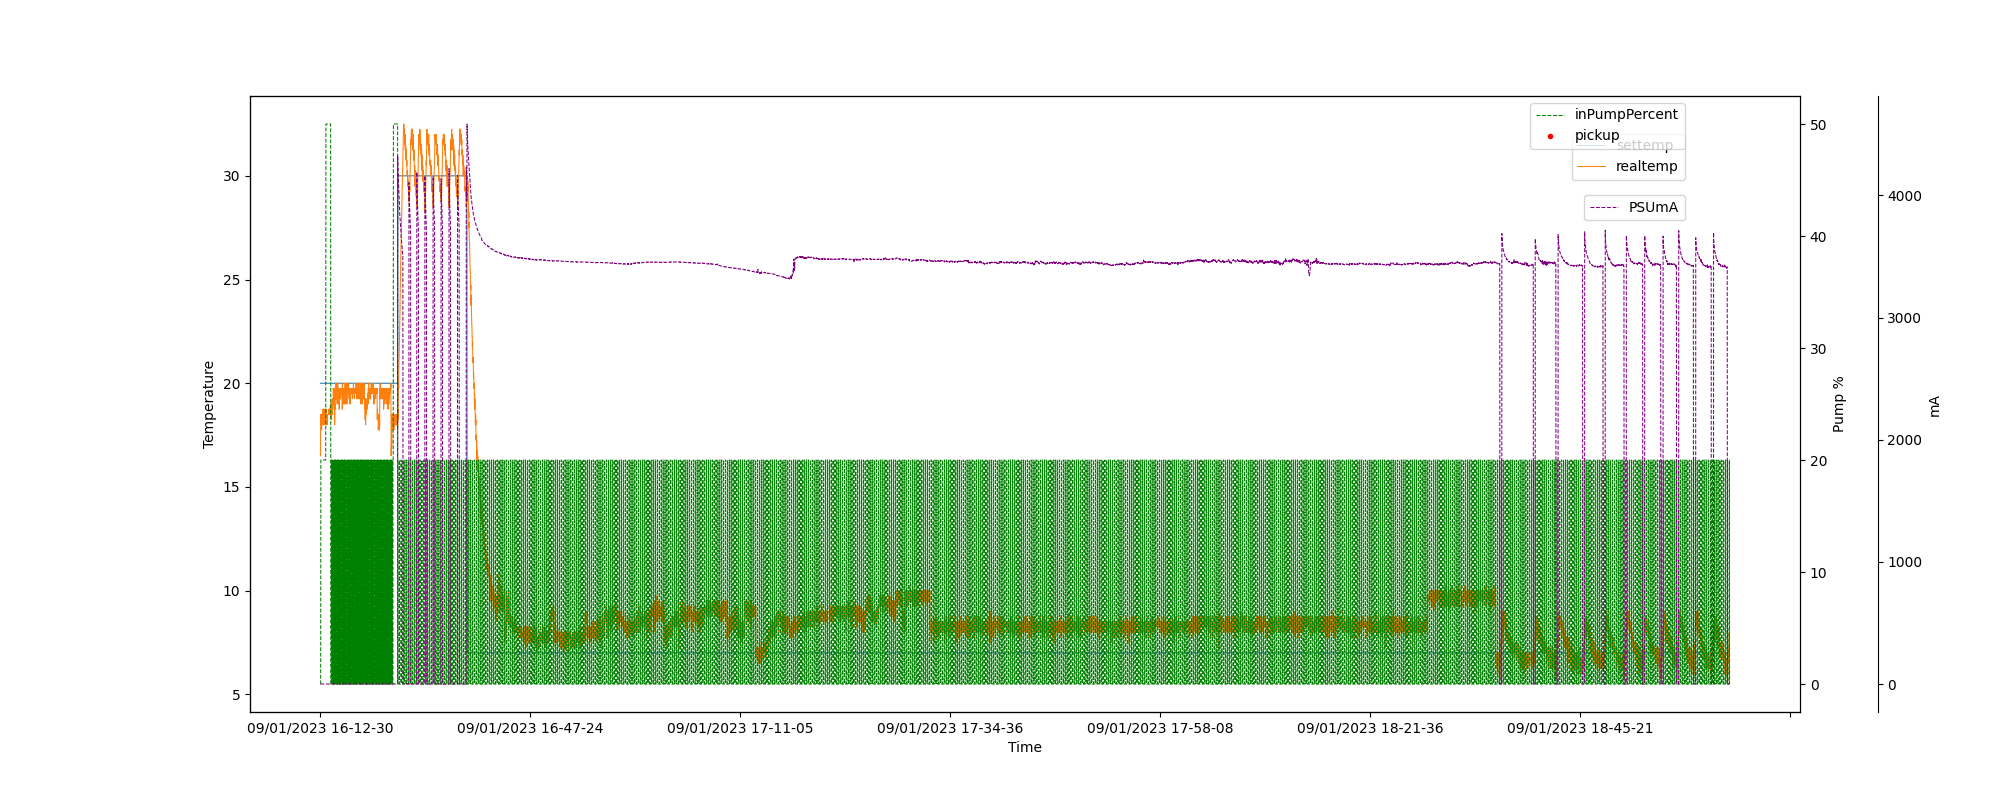 inPumpPercent
pickup
settemp
realtemp
PSUmA
30
25
20
15
10
5
50
40
30
20
10
0
4000
3000
2000
1000
0
Temperature
Pump %
mA
09/01/2023 16-12-30
09/01/2023 16-47-24
09/01/2023 17-11-05
09/01/2023 17-34-36
09/01/2023 17-58-08
09/01/2023 18-21-36
09/01/2023 18-45-21
Time